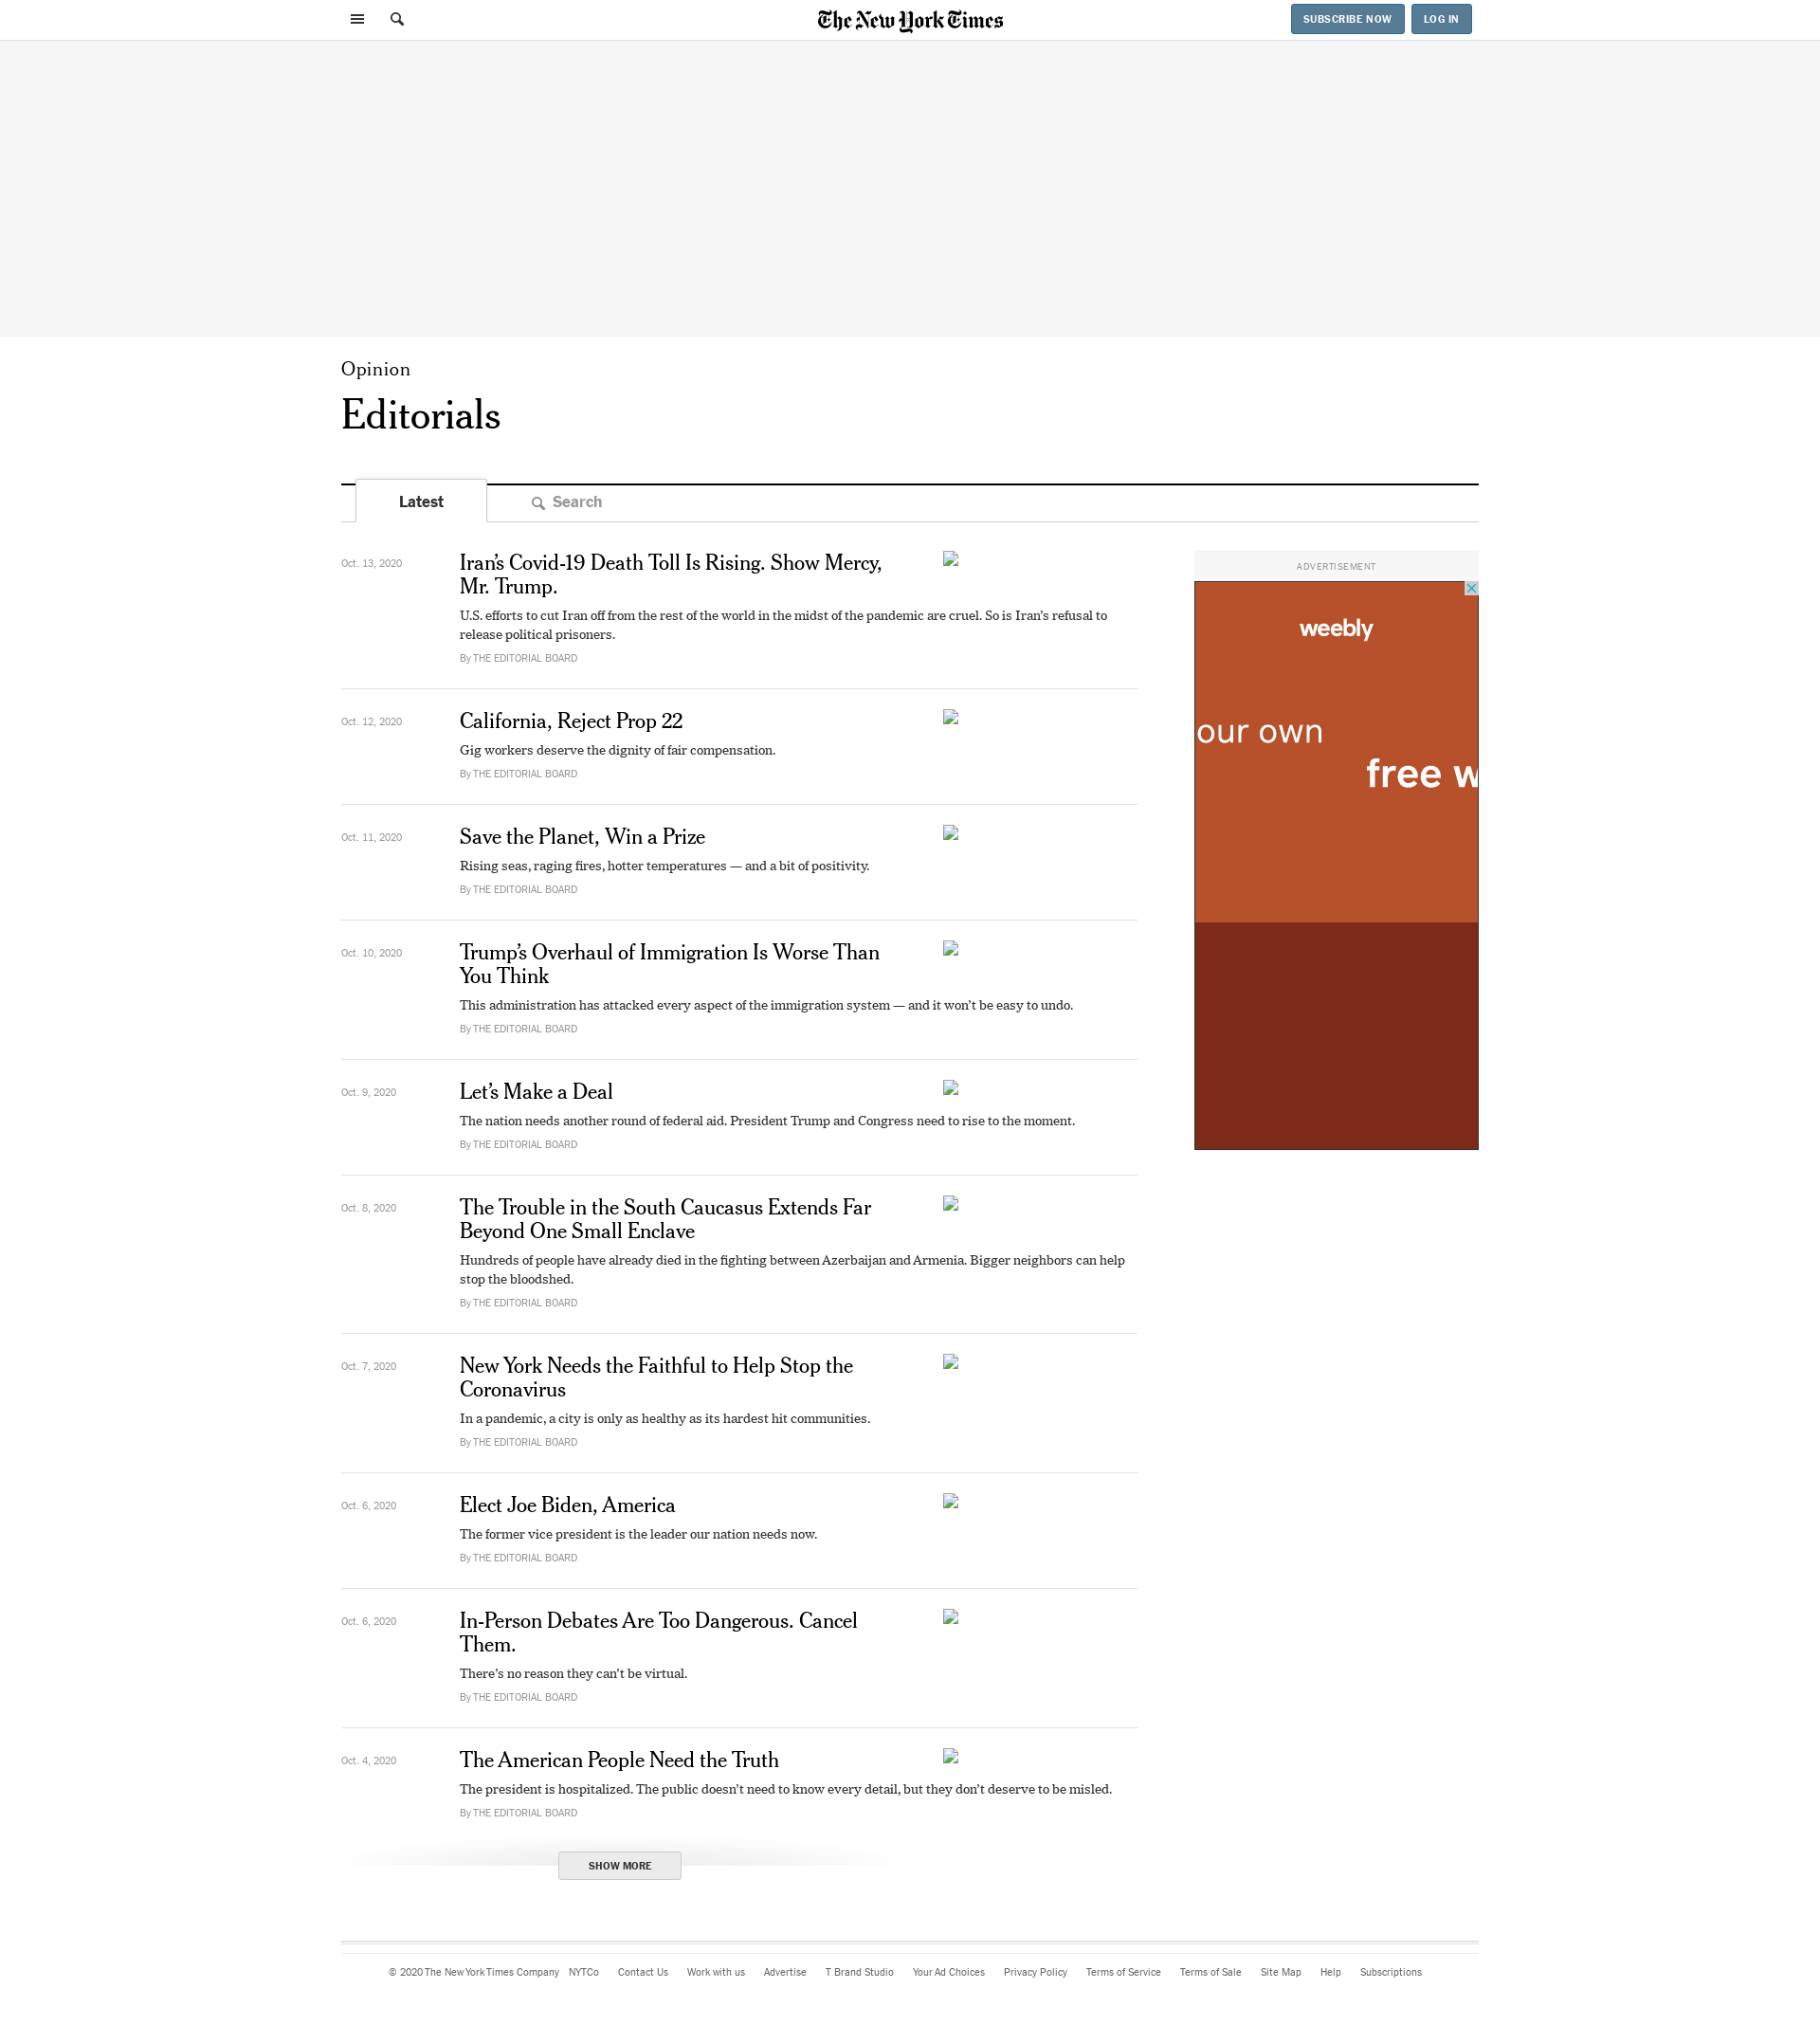 The New York Times
SUBSCRIBE NOW
LOG IN
Opinion
Editorials
Latest
Search
Oct. 13, 2020
Iran’s Covid-19 Death Toll Is Rising. Show Mercy,
Mr. Trump.
U.S. efforts to cut Iran off from the rest of the world in the midst of the pandemic are cruel. So is Iran’s refusal to
release political prisoners.
By THE EDITORIAL BOARD
ADVERTISEMENT
weebly
our own
free w
Oct. 12, 2020
California, Reject Prop 22
Gig workers deserve the dignity of fair compensation.
By THE EDITORIAL BOARD
Oct. 11, 2020
Save the Planet, Win a Prize
Rising seas, raging fires, hotter temperatures — and a bit of positivity.
By THE EDITORIAL BOARD
Oct. 10, 2020
Trump’s Overhaul of Immigration Is Worse Than
You Think
This administration has attacked every aspect of the immigration system — and it won’t be easy to undo.
By THE EDITORIAL BOARD
Oct. 9, 2020
Let’s Make a Deal
The nation needs another round of federal aid. President Trump and Congress need to rise to the moment.
By THE EDITORIAL BOARD
Oct. 8, 2020
The Trouble in the South Caucasus Extends Far
Beyond One Small Enclave
Hundreds of people have already died in the fighting between Azerbaijan and Armenia. Bigger neighbors can help
stop the bloodshed.
By THE EDITORIAL BOARD
Oct. 7, 2020
New York Needs the Faithful to Help Stop the
Coronavirus
In a pandemic, a city is only as healthy as its hardest hit communities.
By THE EDITORIAL BOARD
Oct. 6, 2020
Elect Joe Biden, America
The former vice president is the leader our nation needs now.
By THE EDITORIAL BOARD
Oct. 6, 2020
In-Person Debates Are Too Dangerous. Cancel
Them.
There’s no reason they can’t be virtual.
By THE EDITORIAL BOARD
Oct. 4, 2020
The American People Need the Truth
The president is hospitalized. The public doesn’t need to know every detail, but they don’t deserve to be misled.
By THE EDITORIAL BOARD
SHOW MORE
© 2020 The New York Times Company NYTCo Contact Us Work with us Advertise T Brand Studio Your Ad Choices Privacy Policy Terms of Service Terms of Sale Site Map Help Subscriptions